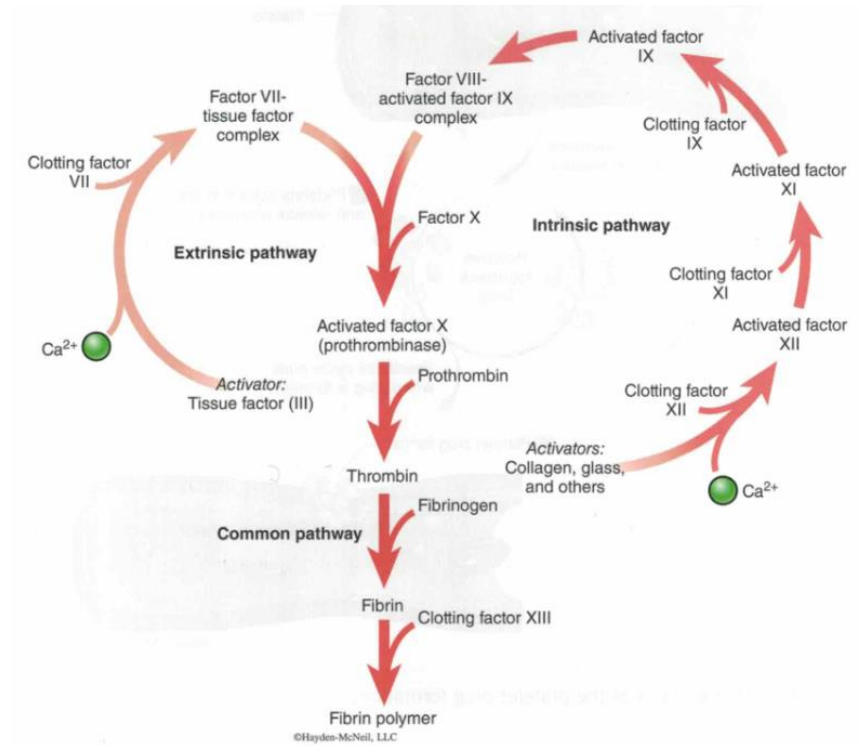 Activated factor
IX
Factor VIII-
activated factor IX
complex
Factor VII-
tissue factor
complex
Clotting factor
IX
Clotting factor
VII
Activated factor
XI
Factor X
Intrinsic pathway
Extrinsic pathway
Clotting factor
XI
Activated factor X
(prothrombinase)
Activated factor
XII
Ca2+
Prothrombin
Activator:
Tissue factor (III)
Clotting factor
XII
Activators:
Collagen, glass,
and others
Thrombin
Ca2+
Fibrinogen
Common pathway
Fibrin
Clotting factor XIII
Fibrin polymer
©Hayden-McNeil, LLC